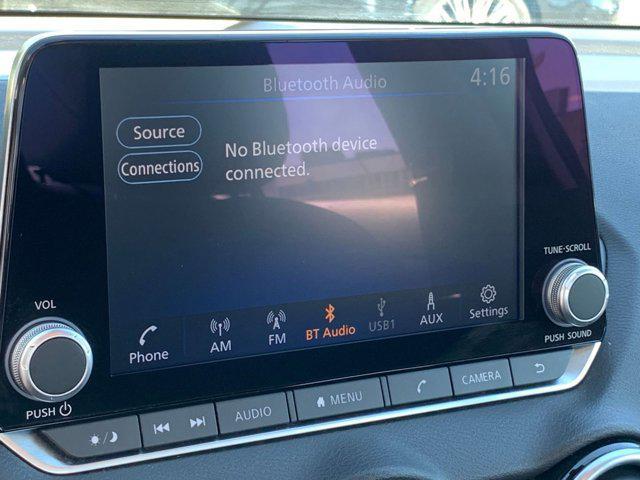 Bluetooth Audio
4:16
Source
Connections
No Bluetooth device
connected.
VOL
PUSH
TUNE·SCROLL
PUSH SOUND
Phone
AM
FM
BT Audio
USB1
AUX
Settings
AUDIO
MENU
CAMERA